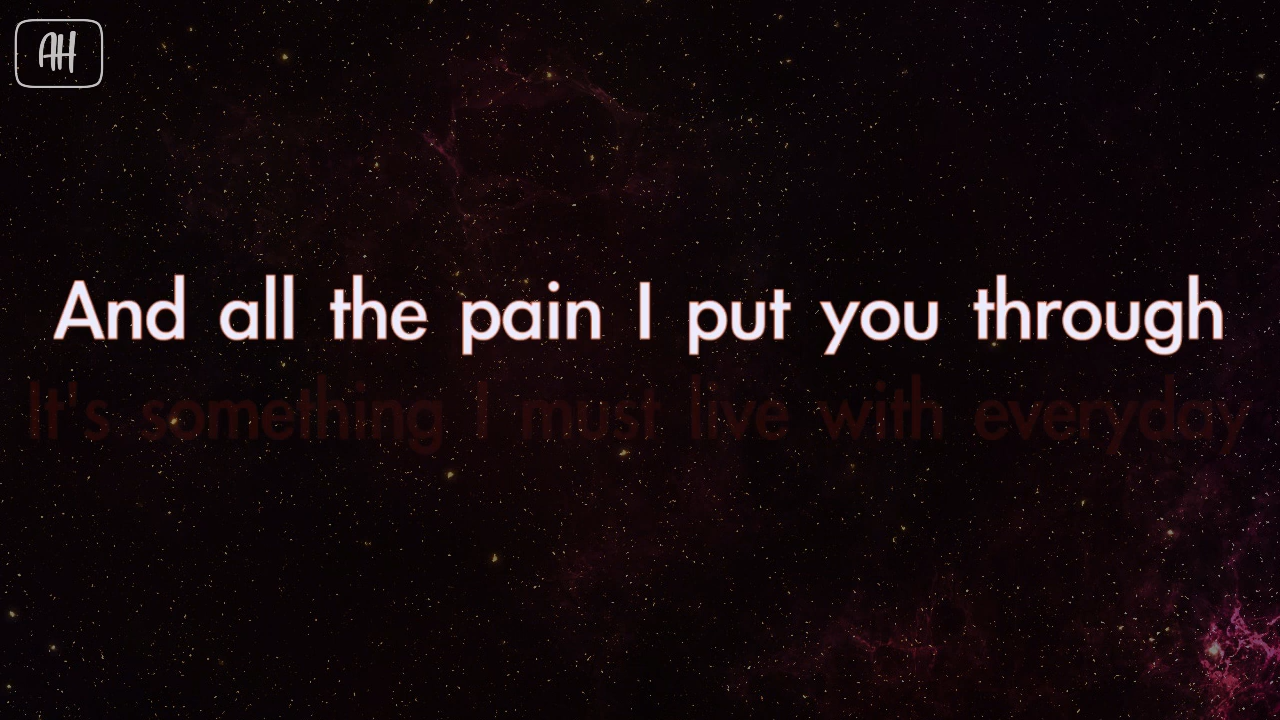 AH
And all the pain I put you through
It's something I must live with everyday